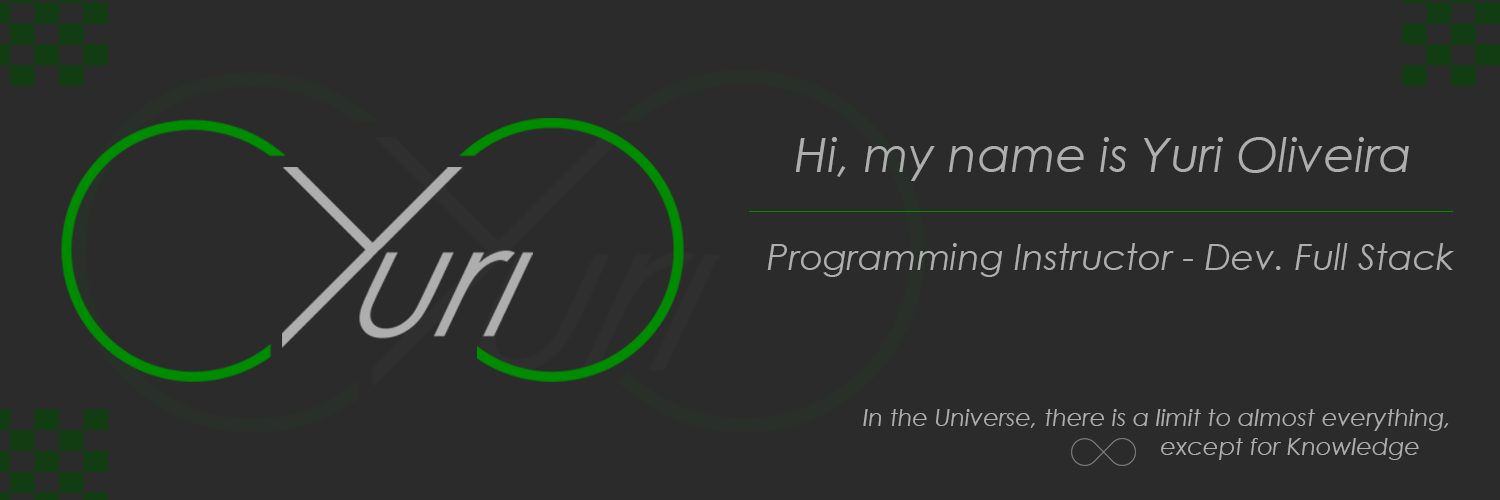 Yuri
Hi, my name is Yuri Oliveira
Programming Instructor - Dev. Full Stack
In the Universe, there is a limit to almost everything,
except for Knowledge